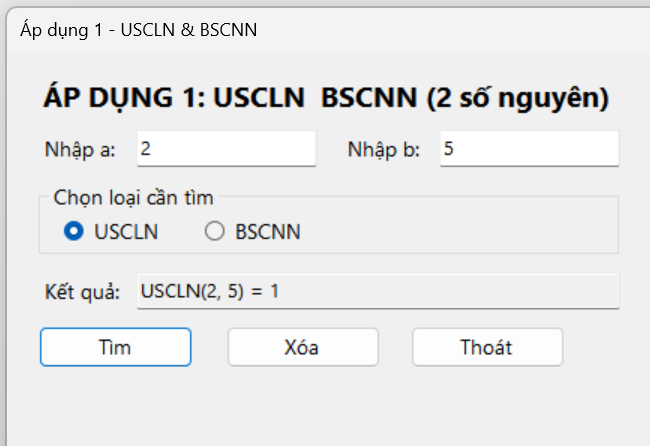 Áp dụng 1 - USCLN & BSCNN
ÁP DỤNG 1: USCLN  BSCNN (2 số nguyên)
Nhập a: 2 Nhập b: 5
Chọn loại cần tìm
USCLN BSCNN
Kết quả: USCLN(2, 5) = 1
Tìm Xóa Thoát